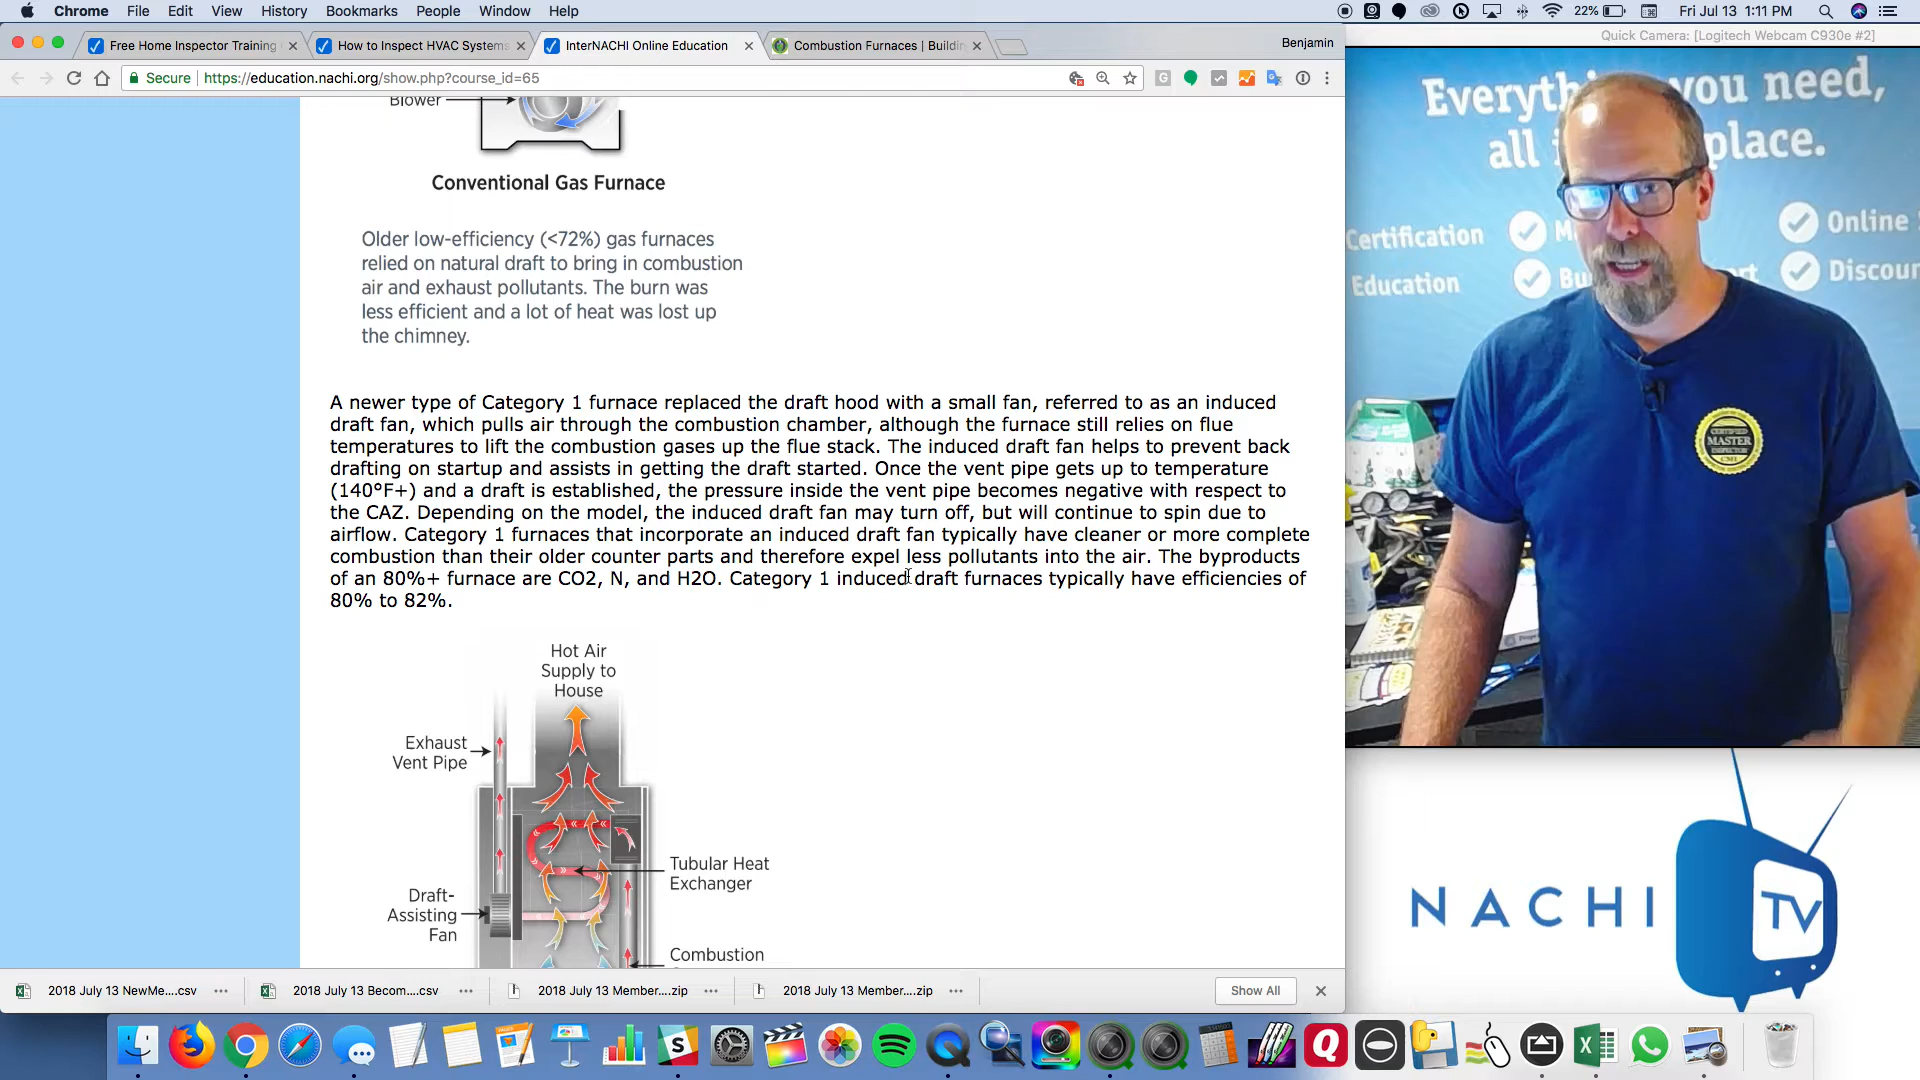 Chrome File Edit View History Bookmarks People Window Help
22% Fri Jul 13 1:11 PM
Quick Camera: [Logitech Webcam C930e #2]
Free Home Inspector Training
How to Inspect HVAC Systems
InterNACHI Online Education
Combustion Furnaces | Buildin
Benjamin
Secure https://education.nachi.org/show.php?course_id=65
Blower
Conventional Gas Furnace
Older low-efficiency (<72%) gas furnaces
relied on natural draft to bring in combustion
air and exhaust pollutants. The burn was
less efficient and a lot of heat was lost up
the chimney.
A newer type of Category 1 furnace replaced the draft hood with a small fan, referred to as an induced
draft fan, which pulls air through the combustion chamber, although the furnace still relies on flue
temperatures to lift the combustion gases up the flue stack. The induced draft fan helps to prevent back
drafting on startup and assists in getting the draft started. Once the vent pipe gets up to temperature
(140°F+) and a draft is established, the pressure inside the vent pipe becomes negative with respect to
the CAZ. Depending on the model, the induced draft fan may turn off, but will continue to spin due to
airflow. Category 1 furnaces that incorporate an induced draft fan typically have cleaner or more complete
combustion than their older counter parts and therefore expel less pollutants into the air. The byproducts
of an 80%+ furnace are CO2, N, and H2O. Category 1 induced draft furnaces typically have efficiencies of
80% to 82%.
Hot Air
Supply to
House
Exhaust
Vent Pipe
Tubular Heat
Exchanger
Draft-
Assisting
Fan
Combustion
2018 July 13 NewMe....csv
2018 July 13 Becom....csv
2018 July 13 Member....zip
2018 July 13 Member....zip
Show All
Everything you need,
all place.
Certification
Education
Online
Discou
CERTIFIED
MASTER
INSPECTOR
CMI
NACHI
TV